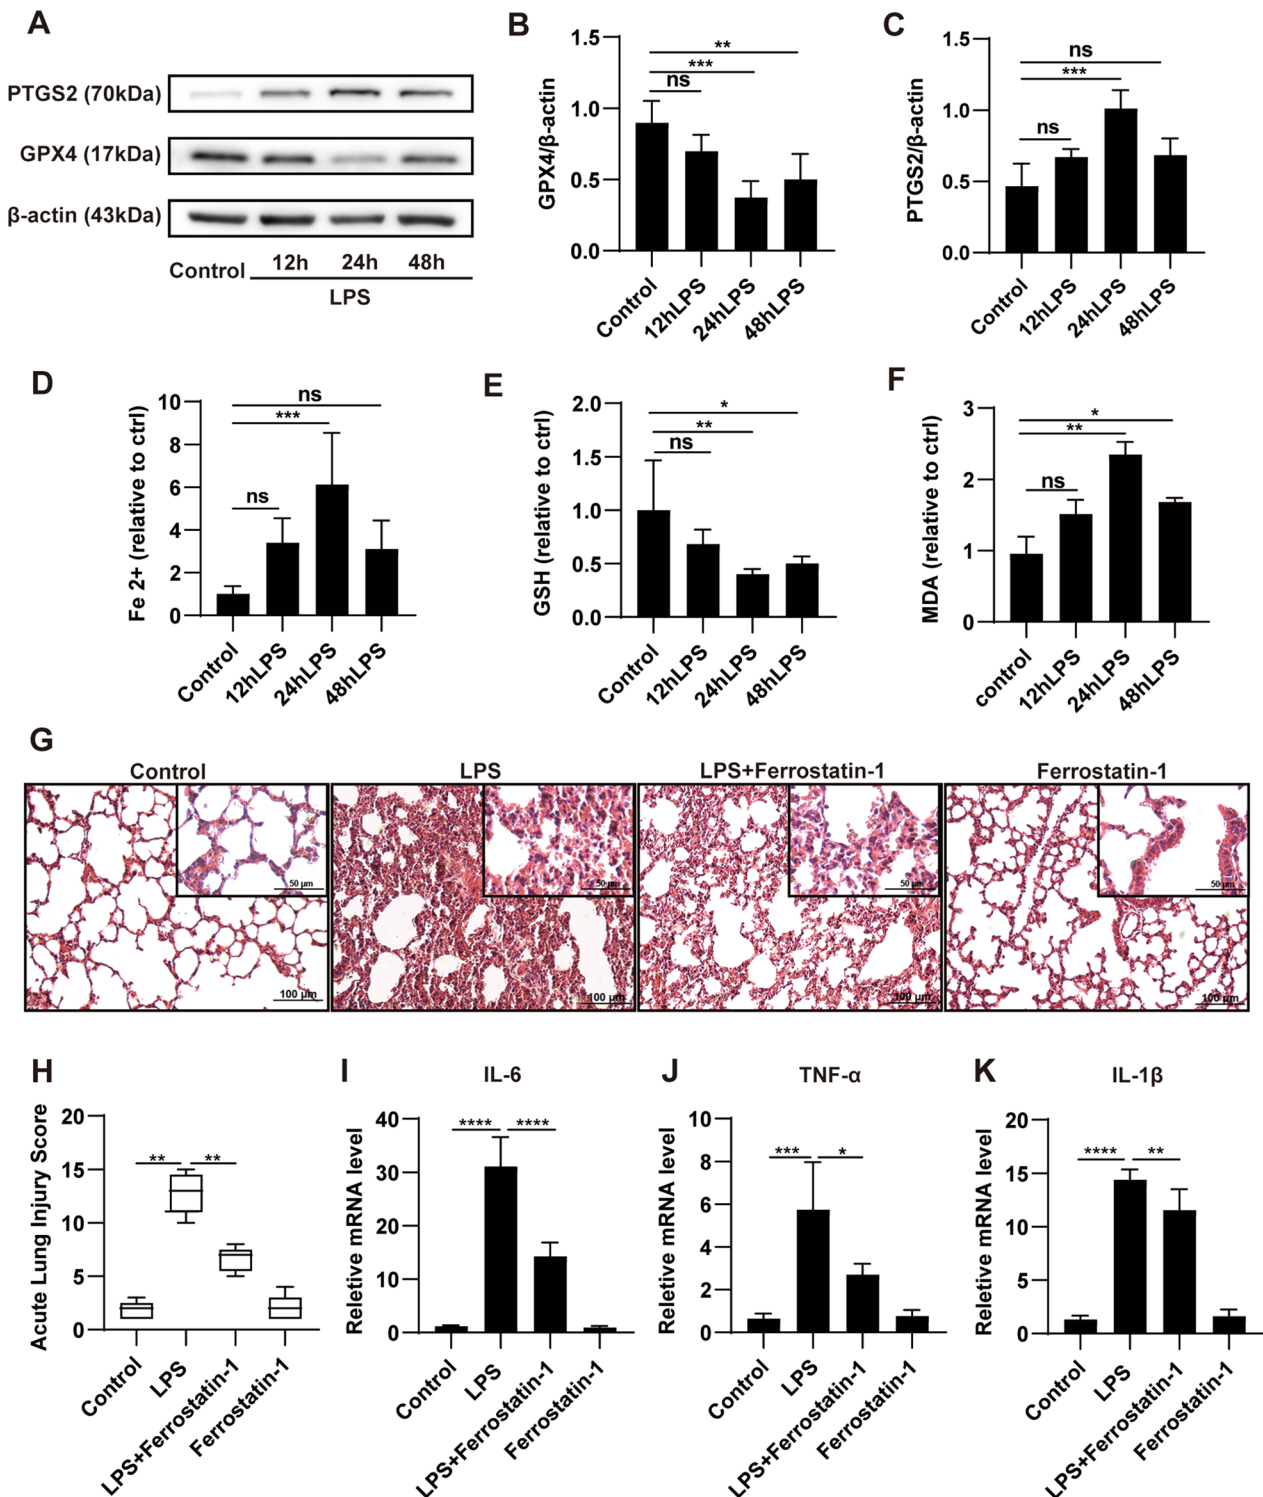 A
PTGS2 (70kDa)
GPX4 (17kDa)
β-actin (43kDa)
Control 12h 24h 48h
LPS
B
GPX4/β-actin
1.5
1.0
0.5
0.0
**
***
ns
Control 12hLPS 24hLPS 48hLPS
C
PTGS2/β-actin
1.5
1.0
0.5
0.0
ns
***
ns
Control 12hLPS 24hLPS 48hLPS
D
Fe 2+ (relative to ctrl)
10
8
6
4
2
0
ns
***
ns
Control 12hLPS 24hLPS 48hLPS
E
GSH (relative to ctrl)
2.0
1.5
1.0
0.5
0.0
*
**
ns
Control 12hLPS 24hLPS 48hLPS
F
MDA (relative to ctrl)
3
2
1
0
*
**
ns
control 12hLPS 24hLPS 48hLPS
G
Control LPS LPS+Ferrostatin-1 Ferrostatin-1
50 μm 50 μm 50 μm 50 μm
100 μm 100 μm 100 μm 100 μm
H
Acute Lung Injury Score
20
15
10
5
0
** **
Control LPS LPS+Ferrostatin-1 Ferrostatin-1
I
IL-6
Reletive mRNA level
40
30
20
10
0
**** ****
Control LPS LPS+Ferrostatin-1 Ferrostatin-1
J
TNF-α
Reletive mRNA level
10
8
6
4
2
0
*** *
Control LPS LPS+Ferrostatin-1 Ferrostatin-1
K
IL-1β
Reletive mRNA level
20
15
10
5
0
**** **
Control LPS LPS+Ferrostatin-1 Ferrostatin-1